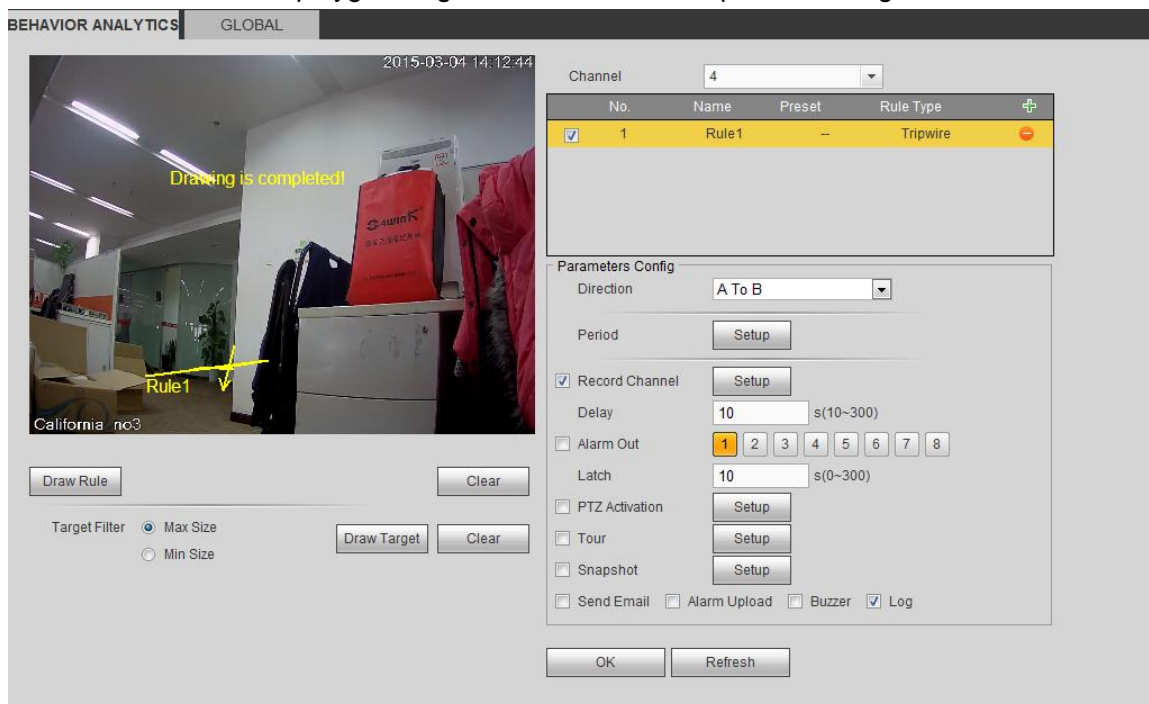 BEHAVIOR ANALYTICS GLOBAL
2015-03-04 14:12:44
Drawing is completed!
Rule1
California no3
Draw Rule Clear
Target Filter Max Size
Min Size
Draw Target Clear
Channel 4
No. Name Preset Rule Type
1 Rule1 -- Tripwire
Parameters Config
Direction A To B
Period Setup
Record Channel Setup
Delay 10 s(10~300)
Alarm Out 1 2 3 4 5 6 7 8
Latch 10 s(0~300)
PTZ Activation Setup
Tour Setup
Snapshot Setup
Send Email Alarm Upload Buzzer Log
OK Refresh